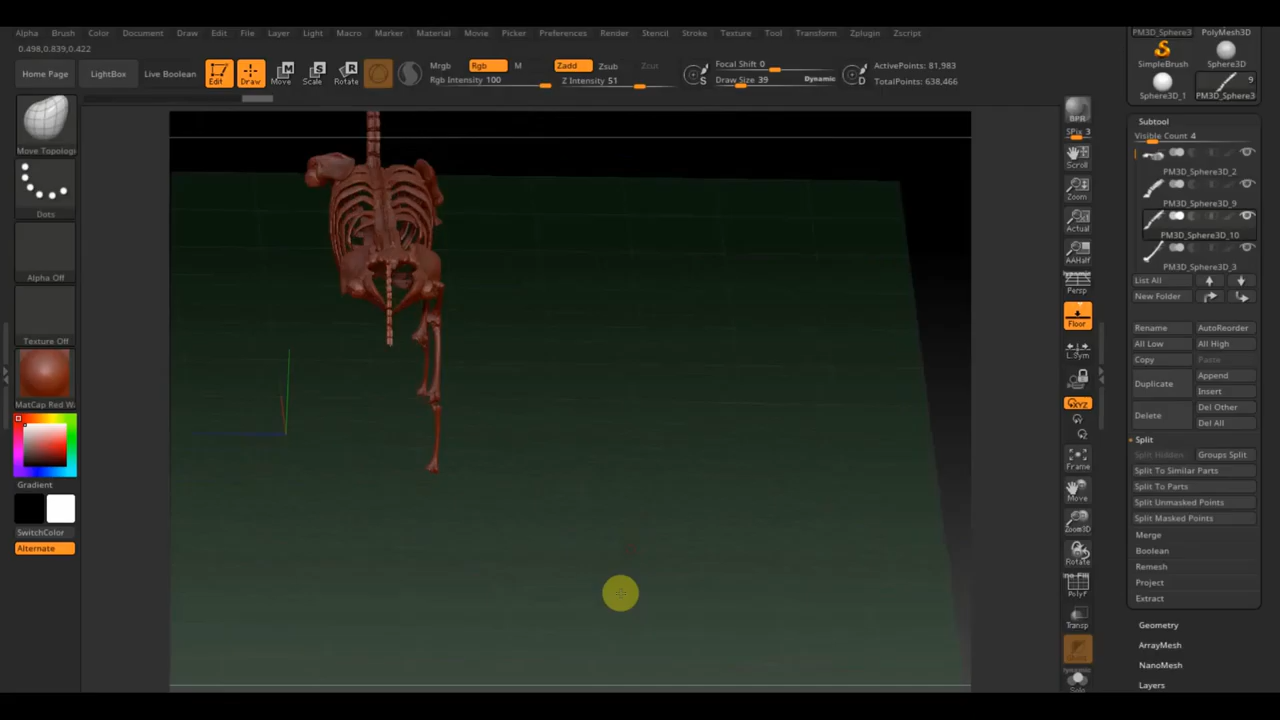 Alpha Brush Color Document Draw Edit File Layer Light Macro Marker Material Movie Picker Preferences Render Stencil Stroke Texture Tool Transform Zplugin Zscript
0.498,0.839,0.422
Home Page LightBox Live Boolean Edit Draw Move Scale Rotate
Mrgb Rgb M Zadd Zsub Zcut
Rgb Intensity 100 Z Intensity 51
S Focal Shift 0
Draw Size 39 Dynamic
D ActivePoints: 81,983
TotalPoints: 638,466
Move Topolog
Dots
Alpha Off
Texture Off
MatCap Red Wa
Gradient
SwitchColor
Alternate
BPR
SPix 3
Scroll
Zoom
Actual
AAHalf
Dynamic
Persp
Floor
L.Sym
XYZ
Y
Z
Frame
Move
Zoom3D
Rotate
PolyF
Transp
Solo
PM3D_Sphere3 PolyMesh3D
SimpleBrush Sphere3D
9
Sphere3D_1 PM3D_Sphere3
Subtool
Visible Count 4
PM3D_Sphere3D_2
PM3D_Sphere3D_9
PM3D_Sphere3D_10
PM3D_Sphere3D_3
List All
New Folder
Rename AutoReorder
All Low All High
Copy Paste
Duplicate Append
Insert
Delete Del Other
Del All
Split
Split Hidden Groups Split
Split To Similar Parts
Split To Parts
Split Unmasked Points
Split Masked Points
Merge
Boolean
Remesh
Project
Extract
Geometry
ArrayMesh
NanoMesh
Layers